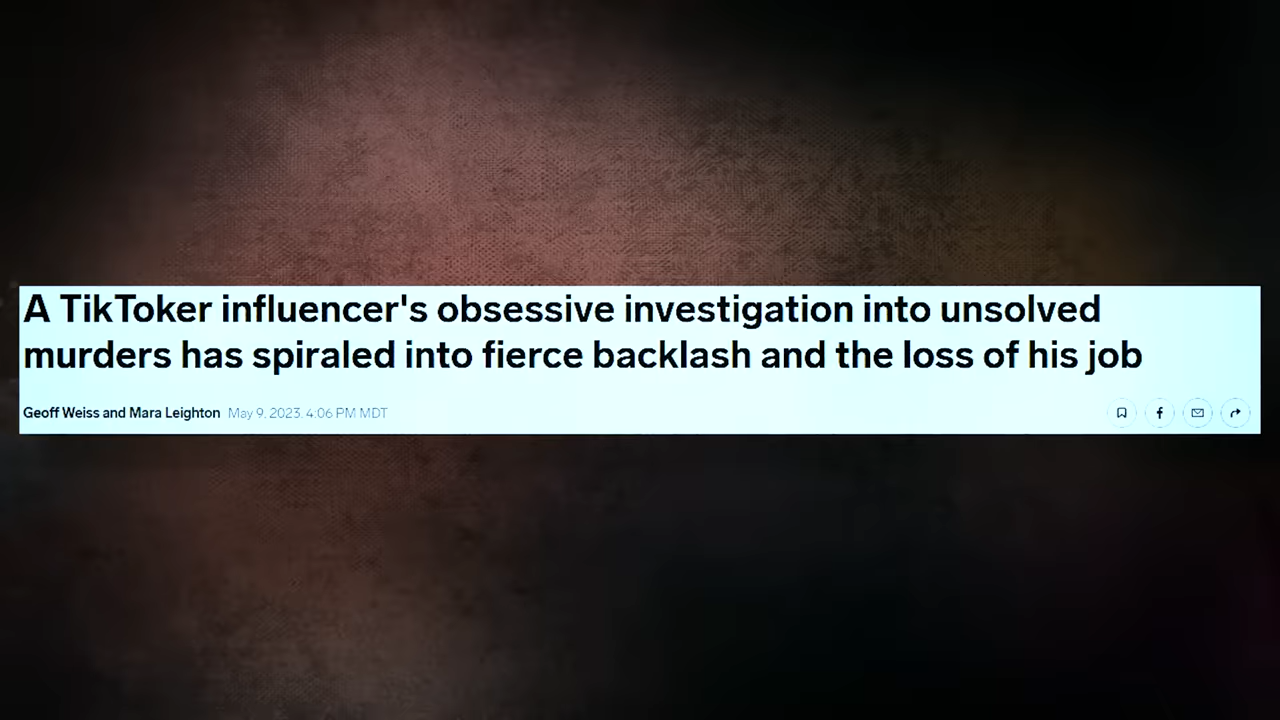 A TikToker influencer's obsessive investigation into unsolved
murders has spiraled into fierce backlash and the loss of his job
Geoff Weiss and Mara Leighton May 9, 2023, 4:06 PM MDT